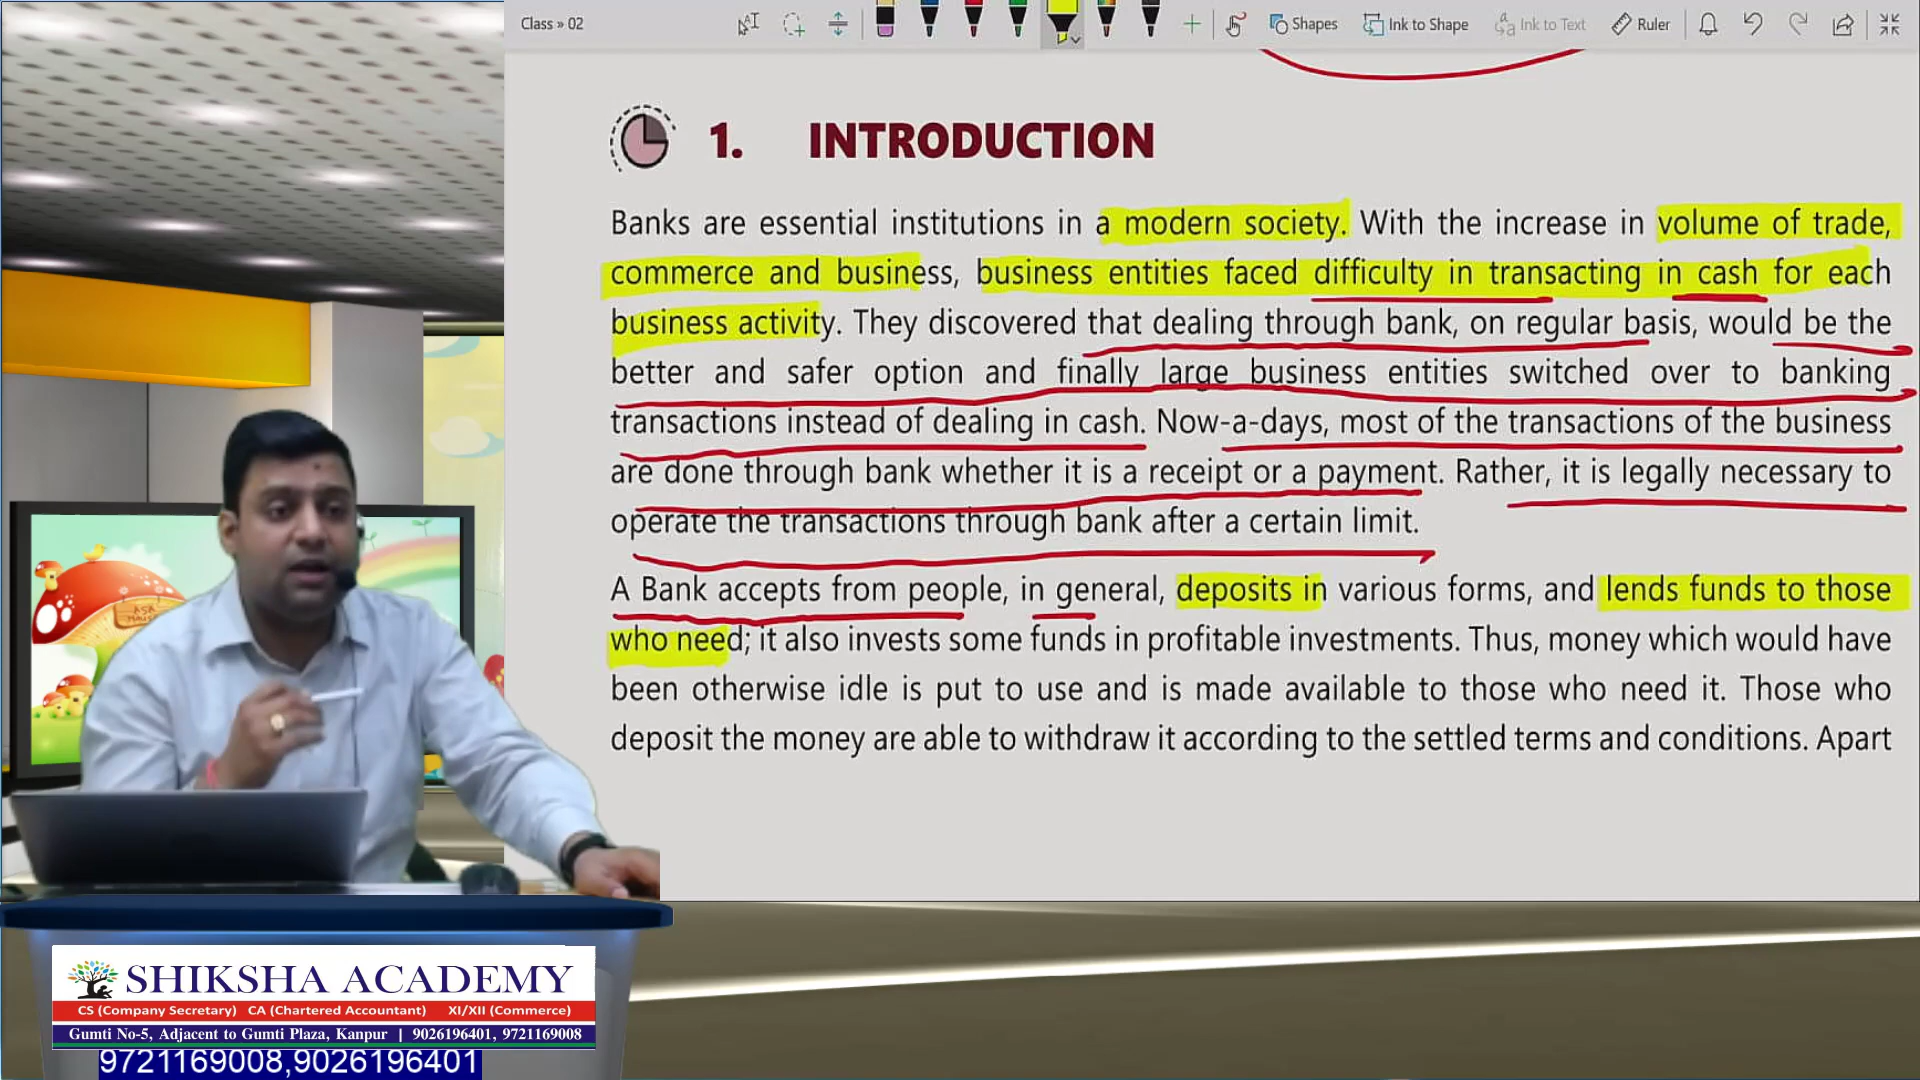 Class » 02
Shapes
Ink to Shape
Ink to Text
Ruler
1. INTRODUCTION
Banks are essential institutions in a modern society. With the increase in volume of trade,
commerce and business, business entities faced difficulty in transacting in cash for each
business activity. They discovered that dealing through bank, on regular basis, would be the
better and safer option and finally large business entities switched over to banking
transactions instead of dealing in cash. Now-a-days, most of the transactions of the business
are done through bank whether it is a receipt or a payment. Rather, it is legally necessary to
operate the transactions through bank after a certain limit.
A Bank accepts from people, in general, deposits in various forms, and lends funds to those
who need; it also invests some funds in profitable investments. Thus, money which would have
been otherwise idle is put to use and is made available to those who need it. Those who
deposit the money are able to withdraw it according to the settled terms and conditions. Apart
SHIKSHA ACADEMY
CS (Company Secretary) CA (Chartered Accountant) XI/XII (Commerce)
Gumti No-5, Adjacent to Gumti Plaza, Kanpur | 9026196401, 9721169008
9721169008,9026196401